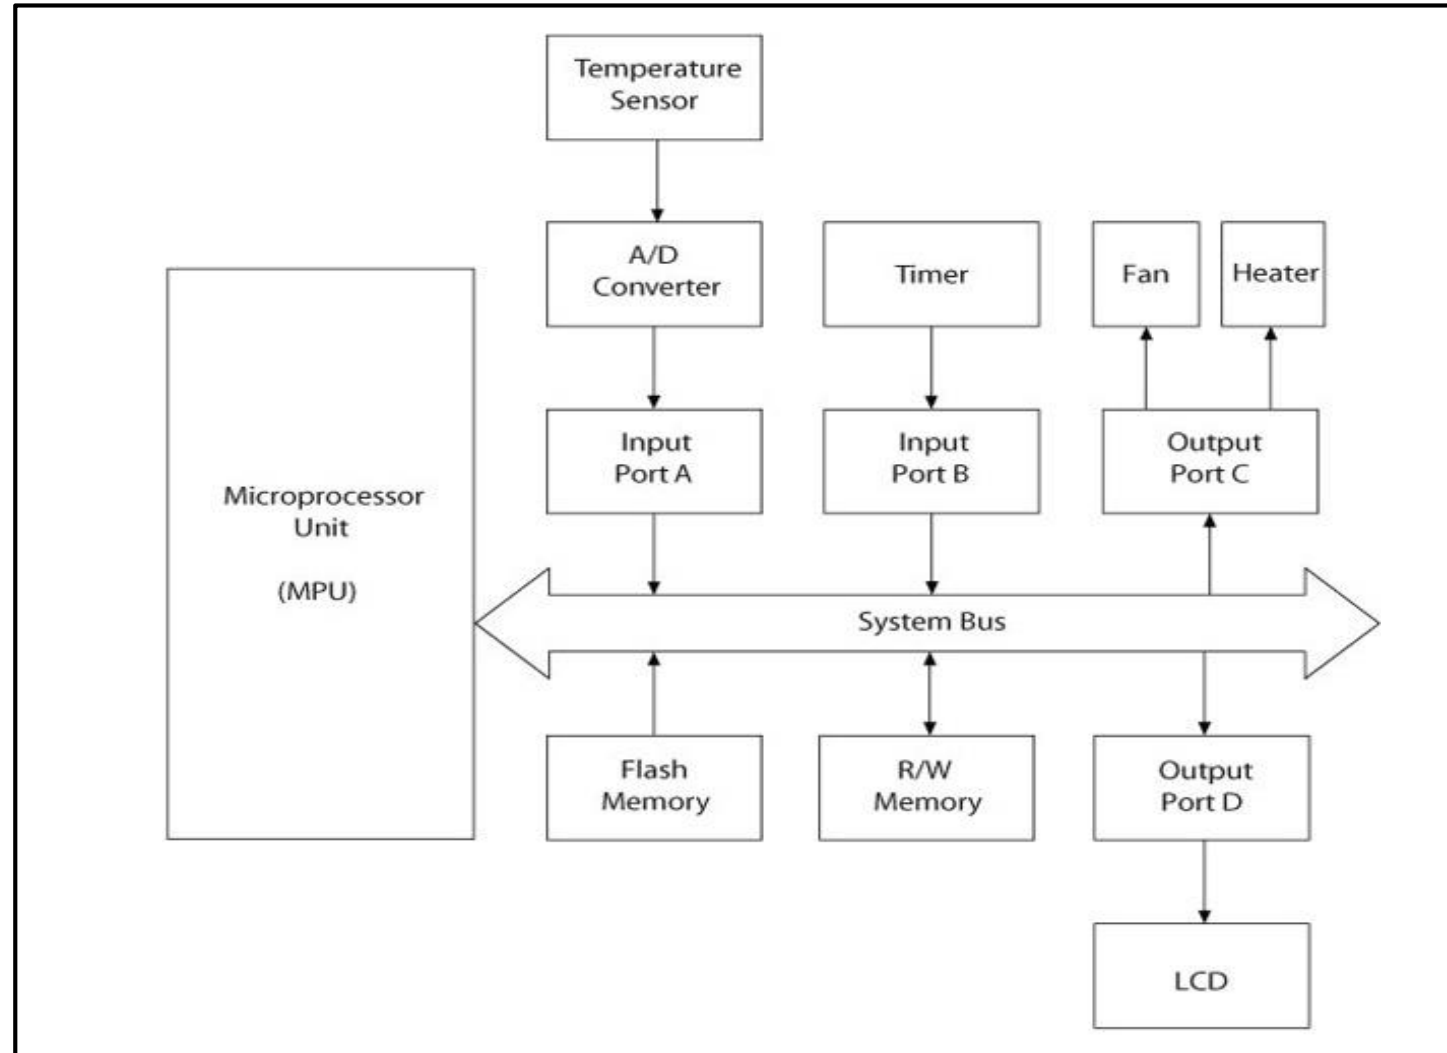 Temperature
Sensor
A/D
Converter
Timer
Fan
Heater
Input
Port A
Input
Port B
Output
Port C
Microprocessor
Unit
(MPU)
System Bus
Flash
Memory
R/W
Memory
Output
Port D
LCD